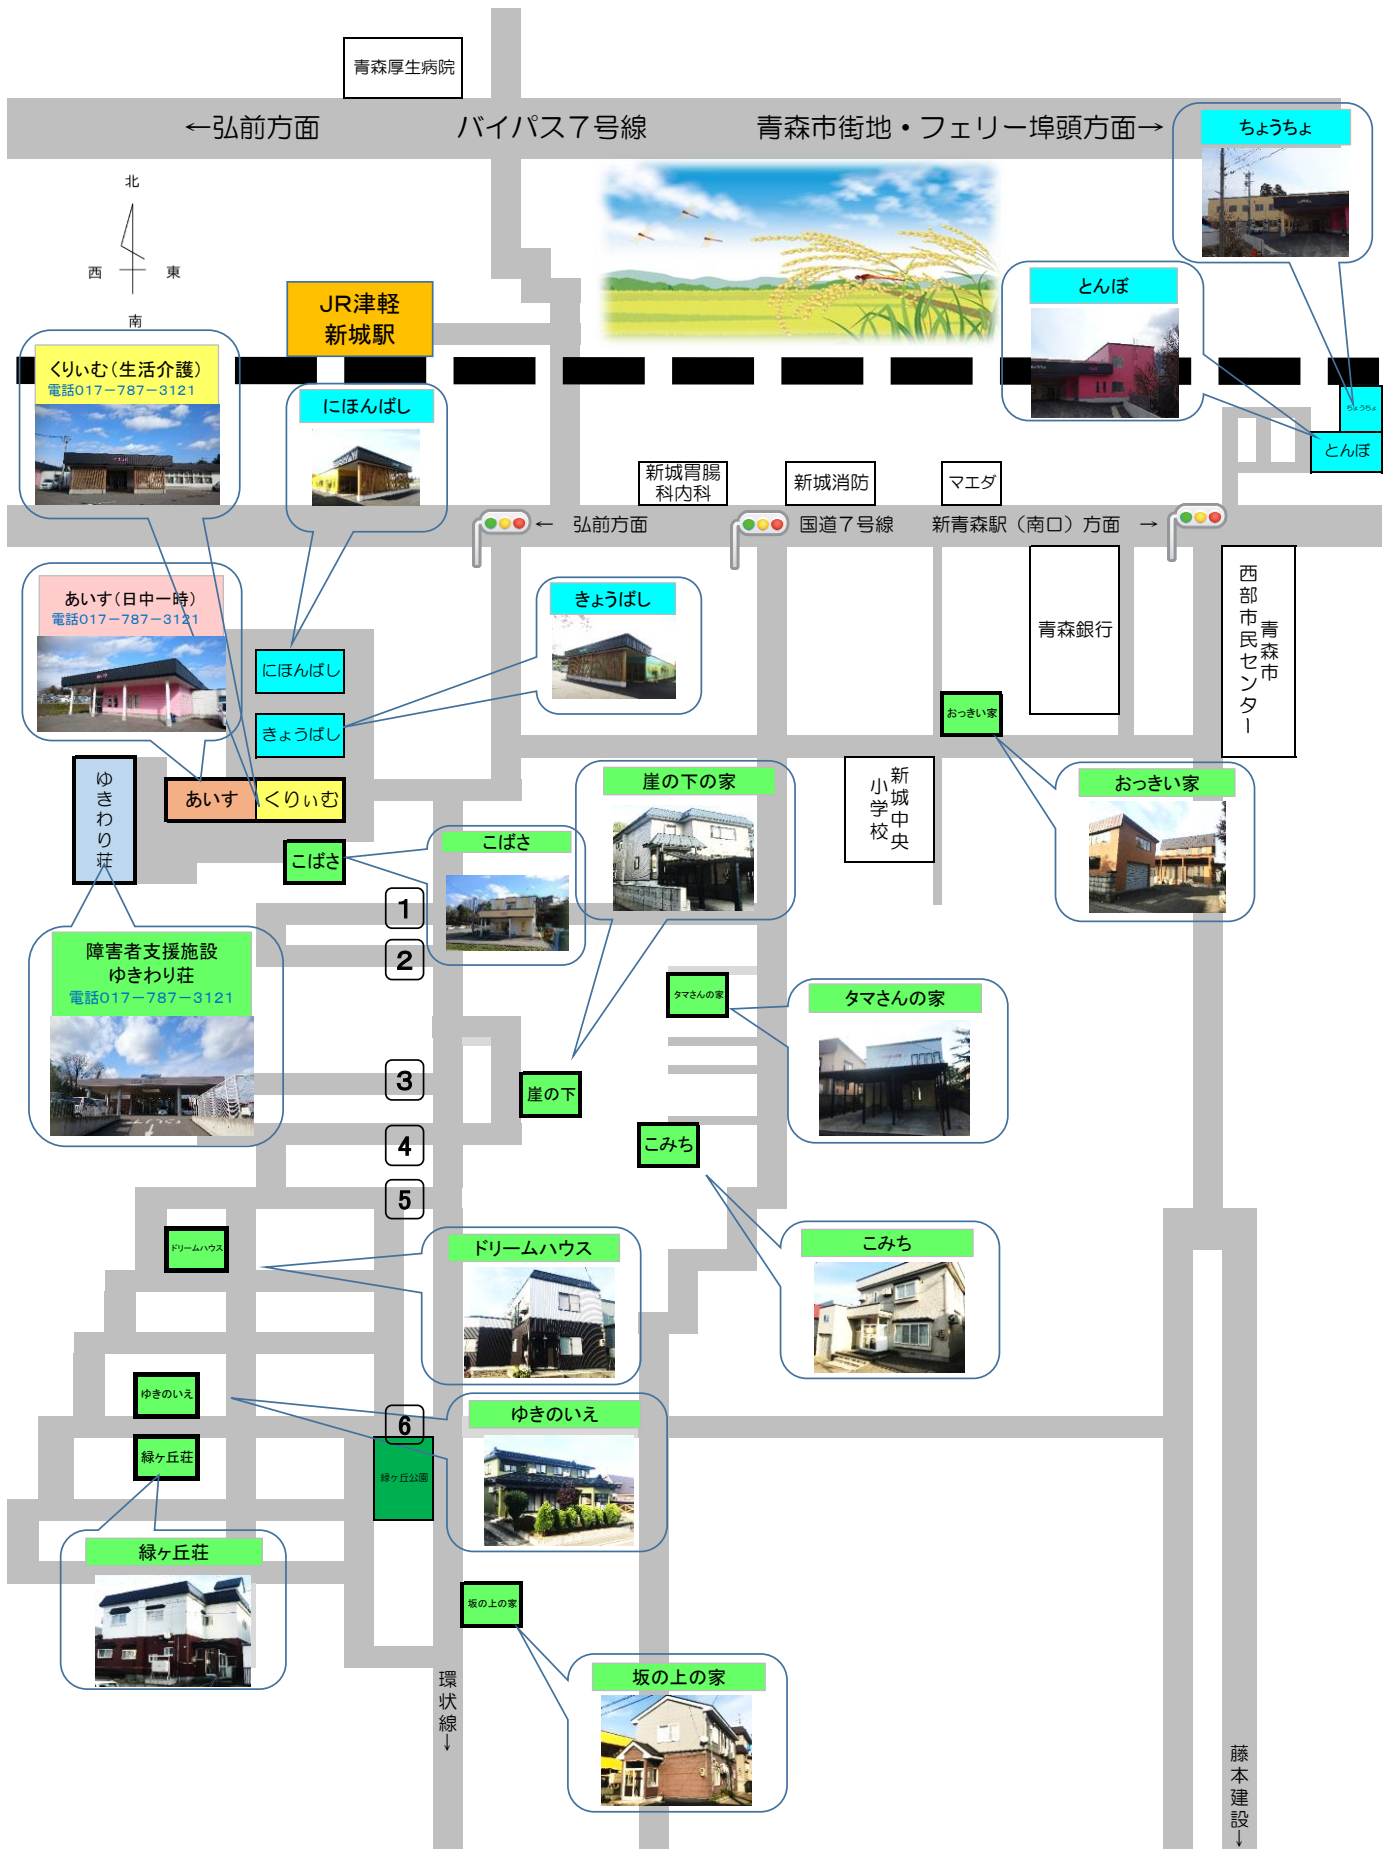 青森厚生病院
←弘前方面
バイパス7号線
青森市街地・フェリー埠頭方面→
ちょうちょ
北
西
東
南
とんぼ
JR津軽
新城駅
くりぃむ(生活介護)
電話017-787-3121
にほんばし
ちょうちょ
とんぼ
新城胃腸
科内科
新城消防
マエダ
← 弘前方面
国道7号線
新青森駅(南口)方面 →
あいす(日中一時)
電話017-787-3121
きょうばし
青森銀行
青森市
西部市民センター
にほんばし
きょうばし
おっきい家
ゆきわり荘
あいす
くりぃむ
崖の下の家
新城中央
小学校
おっきい家
こばさ
こばさ
1
2
障害者支援施設
ゆきわり荘
電話017-787-3121
タマさんの家
タマさんの家
3
崖の下
4
こみち
5
ドリームハウス
ドリームハウス
こみち
ゆきのいえ
6
ゆきのいえ
緑ヶ丘荘
緑ヶ丘公園
緑ヶ丘荘
坂の上の家
坂の上の家
環状線→
藤本建設→